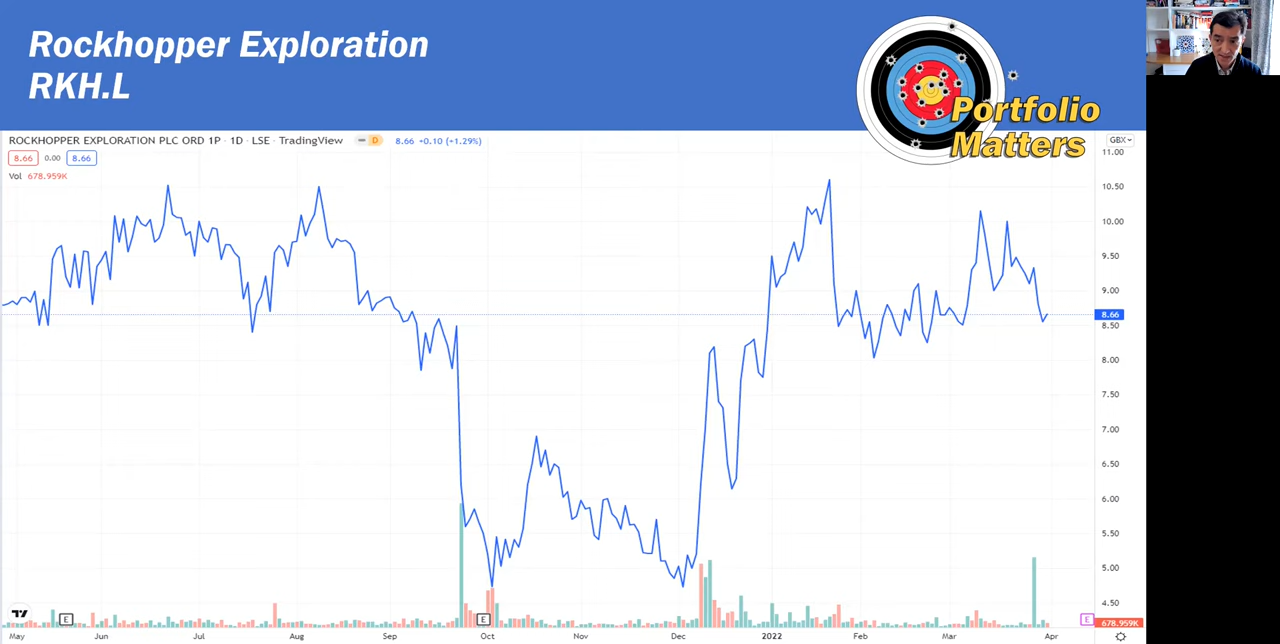 Rockhopper Exploration
RKH.L
Portfolio
Matters
ROCKHOPPER EXPLORATION PLC ORD 1P · 1D · LSE · TradingView D 8.66 +0.10 (+1.29%)
GBX
8.66 0.00 8.66
Vol 678.959K
11.00
10.50
10.00
9.50
9.00
8.66
8.50
8.00
7.50
7.00
6.50
6.00
5.50
5.00
4.50
E
E
E
678.959K
May Jun Jul Aug Sep Oct Nov Dec 2022 Feb Mar Apr